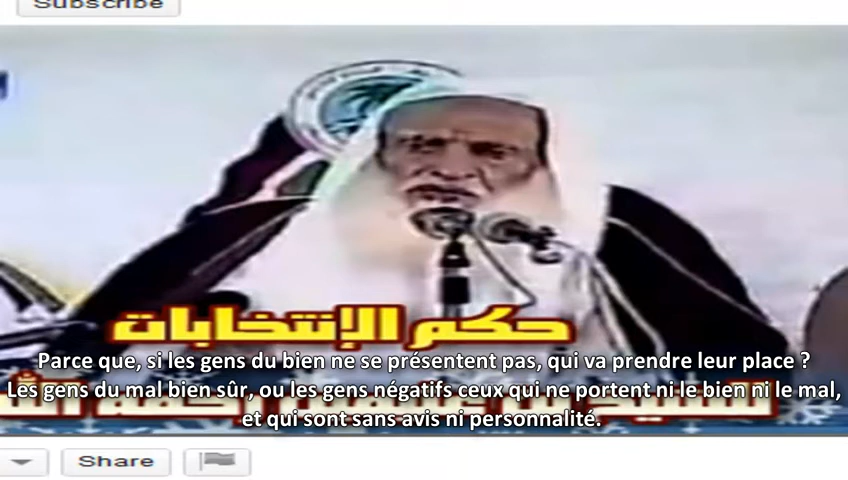 Subscribe
حكم الإنتخابات
Parce que, si les gens du bien ne se présentent pas, qui va prendre leur place ?
Les gens du mal bien sûr, ou les gens négatifs ceux qui ne portent ni le bien ni le mal,
et qui sont sans avis ni personnalité.
Share